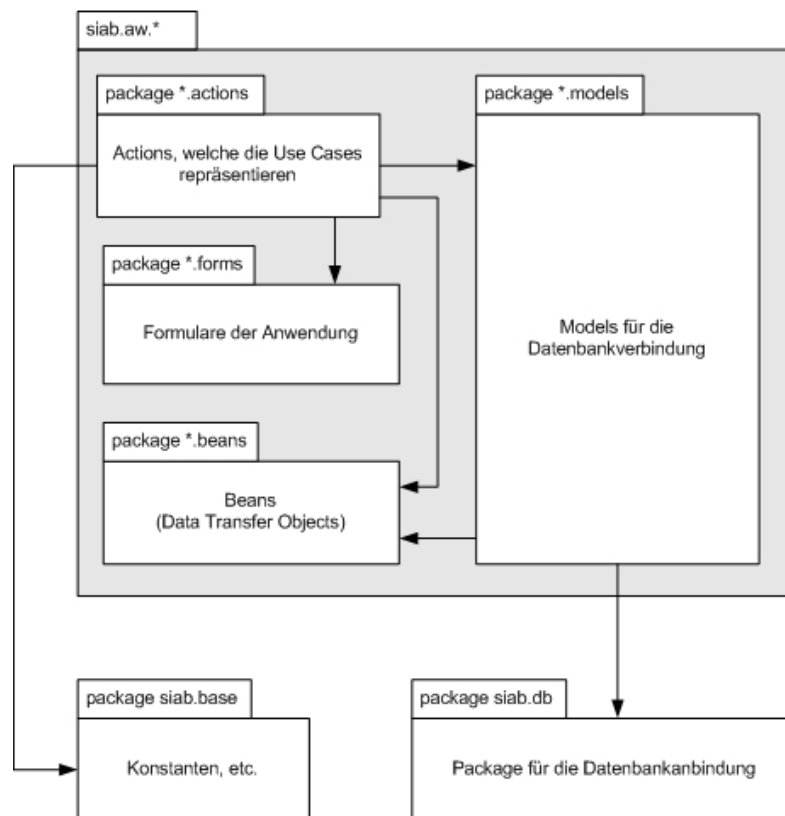 siab.aw.*
package *.actions
Actions, welche die Use Cases
repräsentieren
package *.models
Models für die
Datenbankverbindung
package *.forms
Formulare der Anwendung
package *.beans
Beans
(Data Transfer Objects)
package siab.base
Konstanten, etc.
package siab.db
Package für die Datenbankanbindung